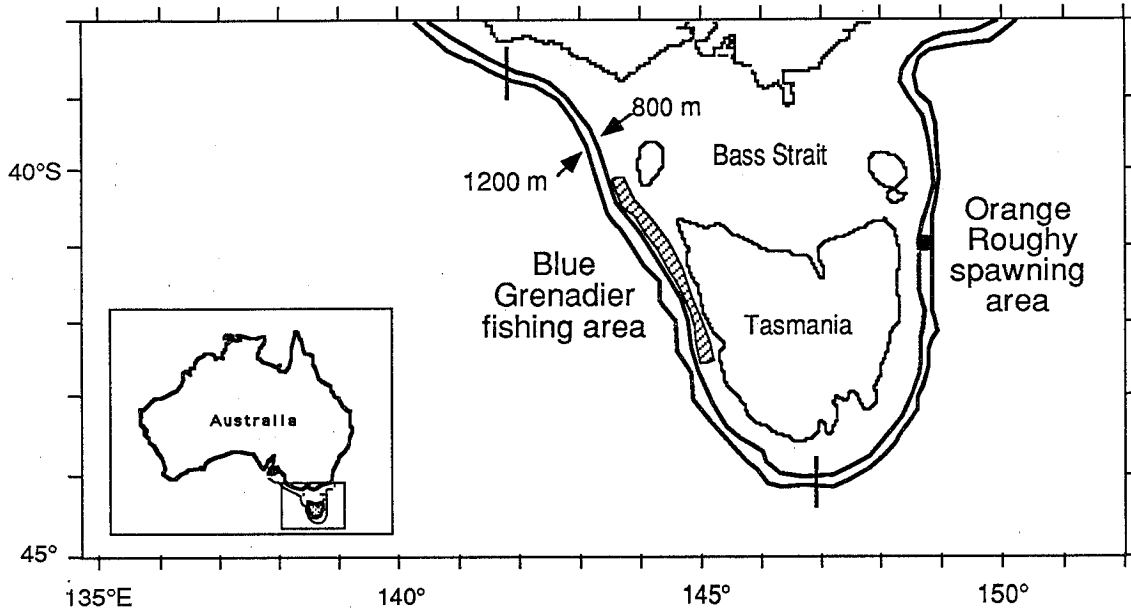 800 m
Bass Strait
40°S
1200 m
Orange
Roughy
spawning
area
Blue
Grenadier
fishing area
Tasmania
Australia
45°
135°E
140°
145°
150°